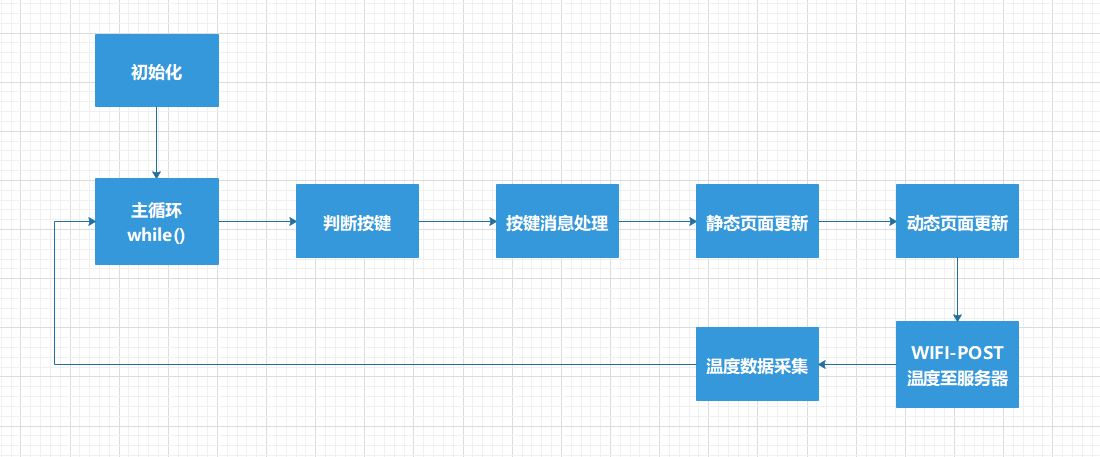 初始化
主循环
while()
判断按键
按键消息处理
静态页面更新
动态页面更新
WIFI-POST
温度至服务器
温度数据采集